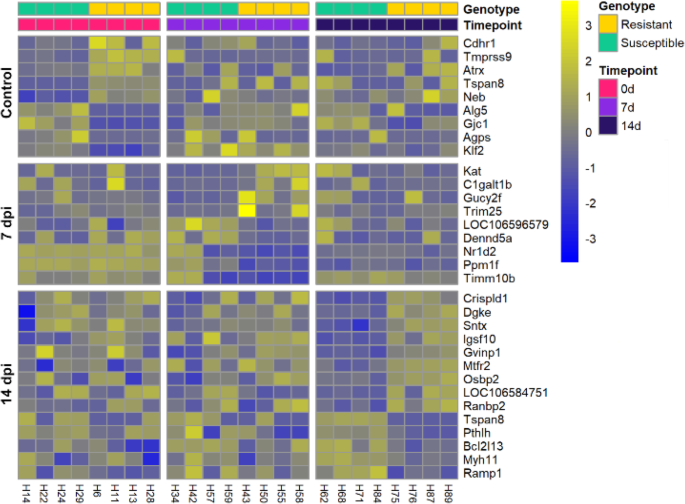 Genotype
Timepoint
Control
Cdhr1
Tmprss9
Atrx
Tspan8
Neb
Alg5
Gjc1
Agps
Klf2
7 dpi
Kat
C1galt1b
Gucy2f
Trim25
LOC106596579
Dennd5a
Nr1d2
Ppm1f
Timm10b
14 dpi
Crispld1
Dgke
Sntx
Igsf10
Gvinp1
Mtfr2
Osbp2
LOC106584751
Ranbp2
Tspan8
Pthlh
Bcl2l13
Myh11
Ramp1
H14 H22 H24 H29 H6 H11 H13 H28 H34 H42 H57 H59 H43 H50 H55 H58 H62 H68 H71 H84 H75 H76 H87 H89
3
2
1
0
-1
-2
-3
Genotype
Resistant
Susceptible
Timepoint
0d
7d
14d